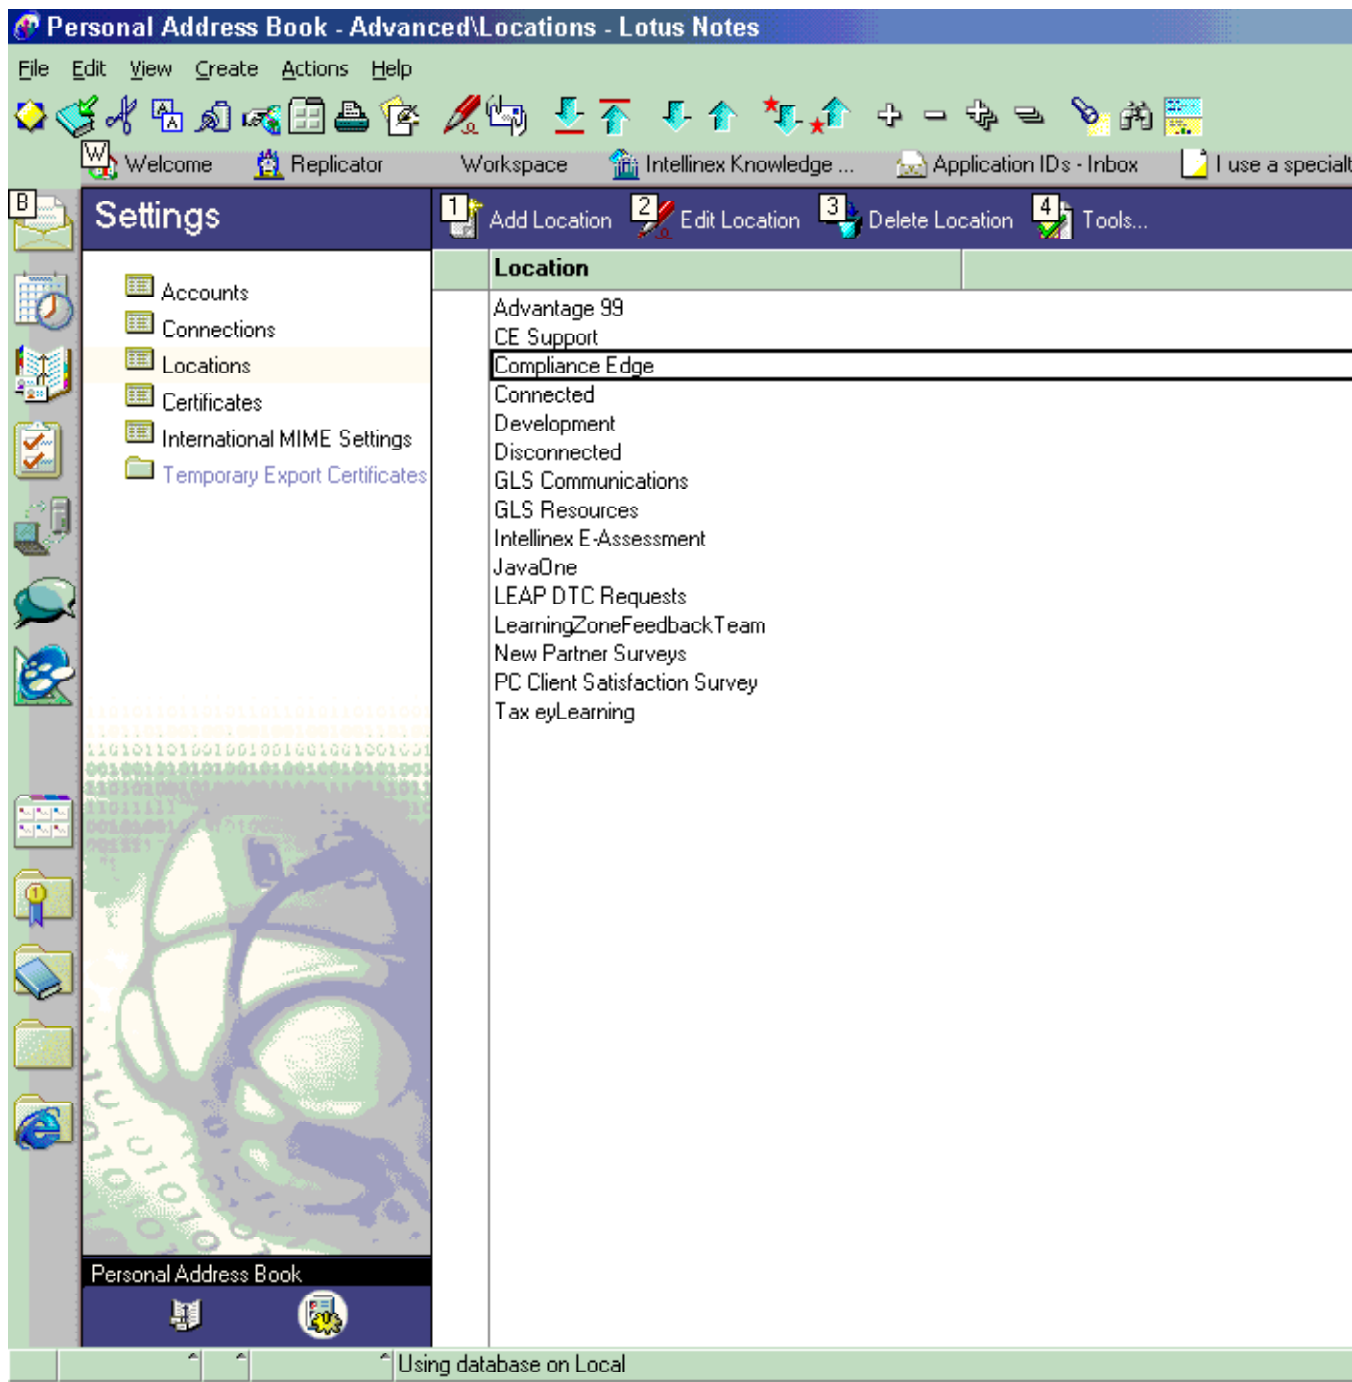 Personal Address Book - Advanced\Locations - Lotus Notes
File Edit View Create Actions Help
W Welcome Replicator Workspace Intellinex Knowledge ... Application IDs - Inbox I use a specialt
B Settings 1 Add Location 2 Edit Location 3 Delete Location 4 Tools...
Location
Accounts
Connections
Locations
Certificates
International MIME Settings
Temporary Export Certificates
Advantage 99
CE Support
Compliance Edge
Connected
Development
Disconnected
GLS Communications
GLS Resources
Intellinex E-Assessment
JavaOne
LEAP DTC Requests
LearningZoneFeedbackTeam
New Partner Surveys
PC Client Satisfaction Survey
Tax eyLearning
Personal Address Book
Using database on Local